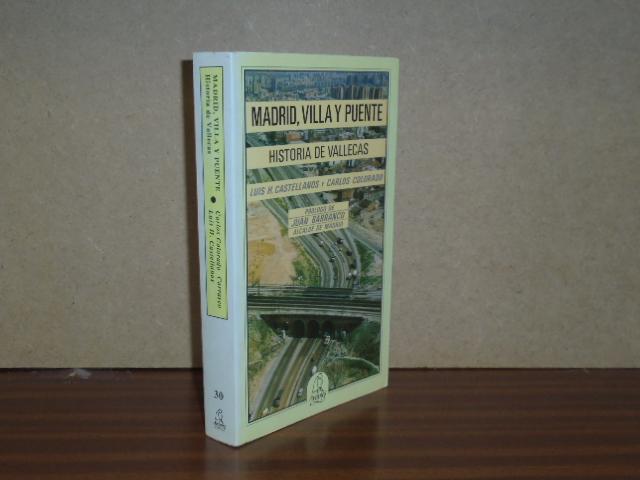 MADRID, VILLA Y PUENTE
Historia de Vallecas
Carlos Colorado Carrasco
Luis H. Castellanos
30
MADRID, VILLA Y PUENTE
HISTORIA DE VALLECAS
LUIS H. CASTELLANOS Y CARLOS COLORADO
PRÓLOGO DE
JUAN BARRANCO
ALCALDE DE MADRID